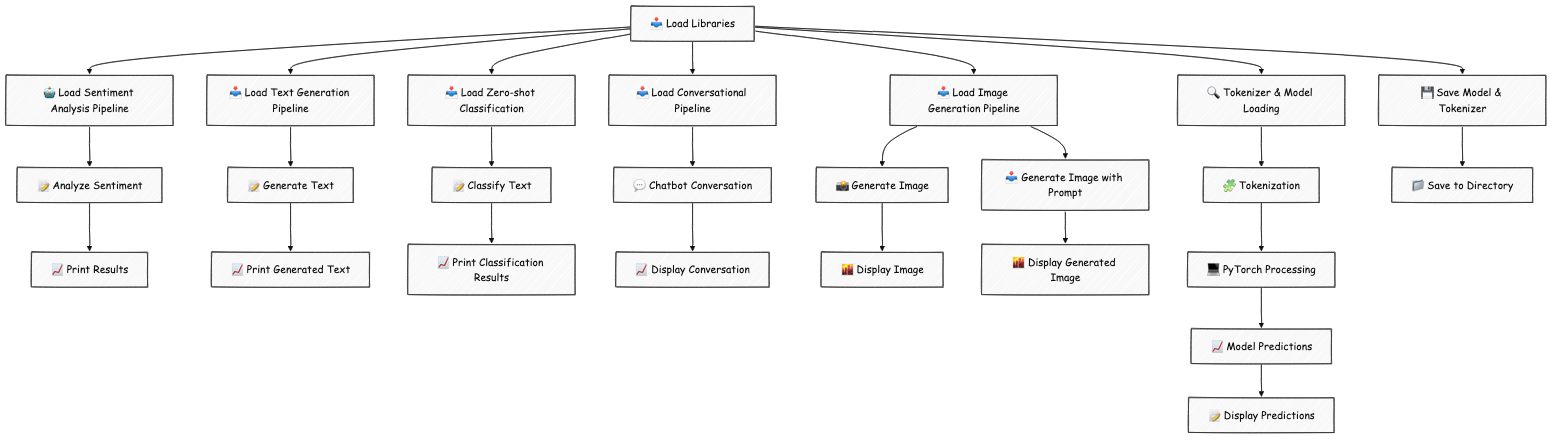 Load Libraries
Load Sentiment
Analysis Pipeline
Load Text Generation
Pipeline
Load Zero-shot
Classification
Load Conversational
Pipeline
Load Image
Generation Pipeline
Tokenizer & Model
Loading
Save Model &
Tokenizer
Analyze Sentiment
Generate Text
Classify Text
Chatbot Conversation
Generate Image
Generate Image with
Prompt
Tokenization
Save to Directory
Print Results
Print Generated Text
Print Classification
Results
Display Conversation
Display Image
Display Generated
Image
PyTorch Processing
Model Predictions
Display Predictions